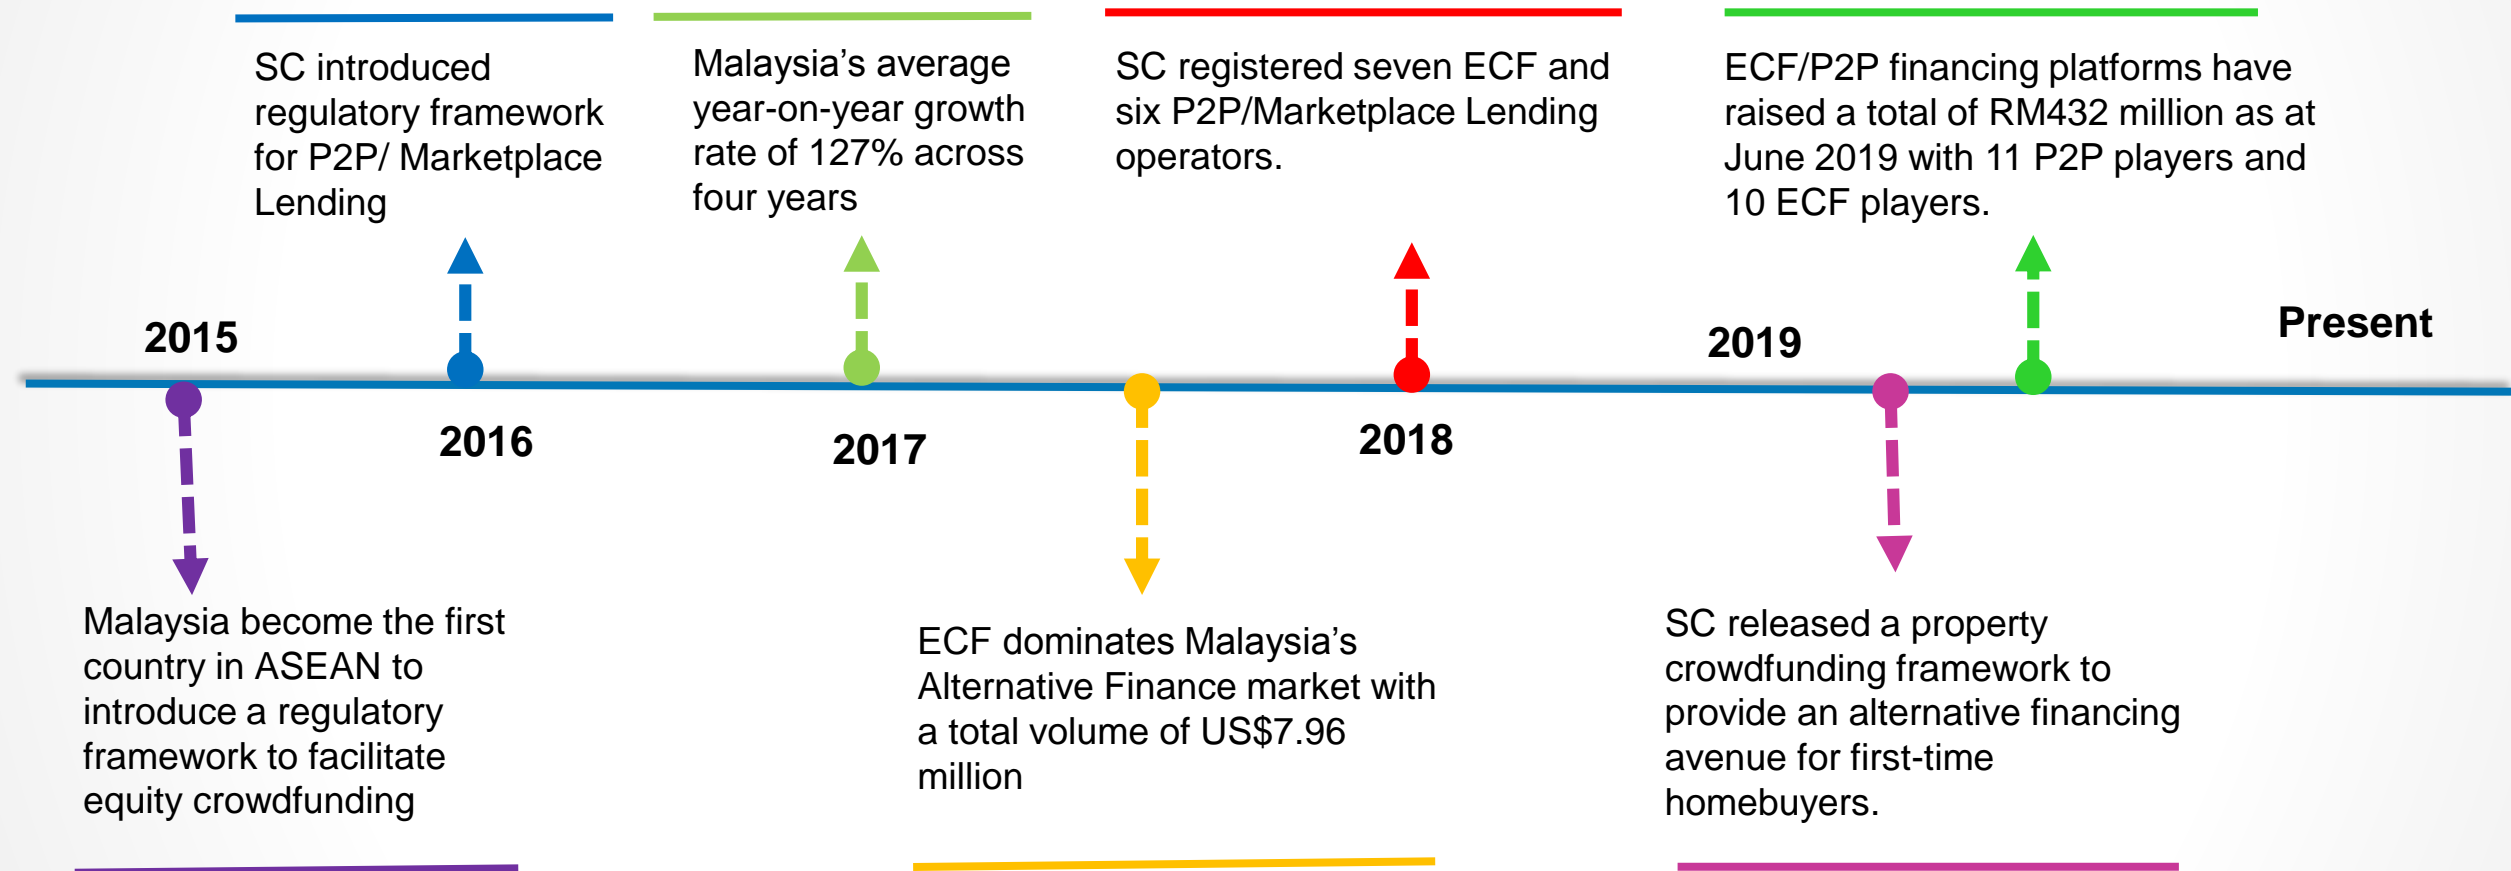 SC introduced
regulatory framework
for P2P/ Marketplace
Lending
Malaysia’s average
year-on-year growth
rate of 127% across
four years
SC registered seven ECF and
six P2P/Marketplace Lending
operators.
ECF/P2P financing platforms have
raised a total of RM432 million as at
June 2019 with 11 P2P players and
10 ECF players.
2015
2016
2017
2018
2019
Present
Malaysia become the first
country in ASEAN to
introduce a regulatory
framework to facilitate
equity crowdfunding
ECF dominates Malaysia’s
Alternative Finance market with
a total volume of US$7.96
million
SC released a property
crowdfunding framework to
provide an alternative financing
avenue for first-time
homebuyers.